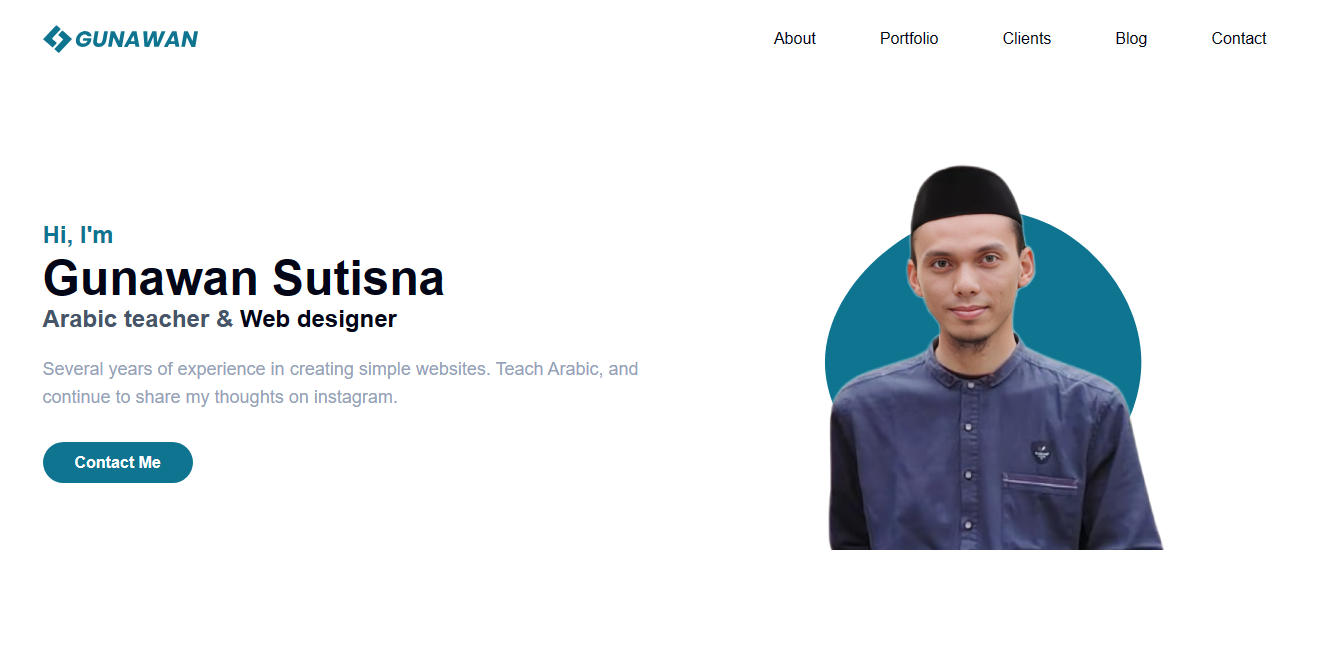 GUNAWAN
About Portfolio Clients Blog Contact
Hi, I'm
Gunawan Sutisna
Arabic teacher & Web designer
Several years of experience in creating simple websites. Teach Arabic, and
continue to share my thoughts on instagram.
Contact Me